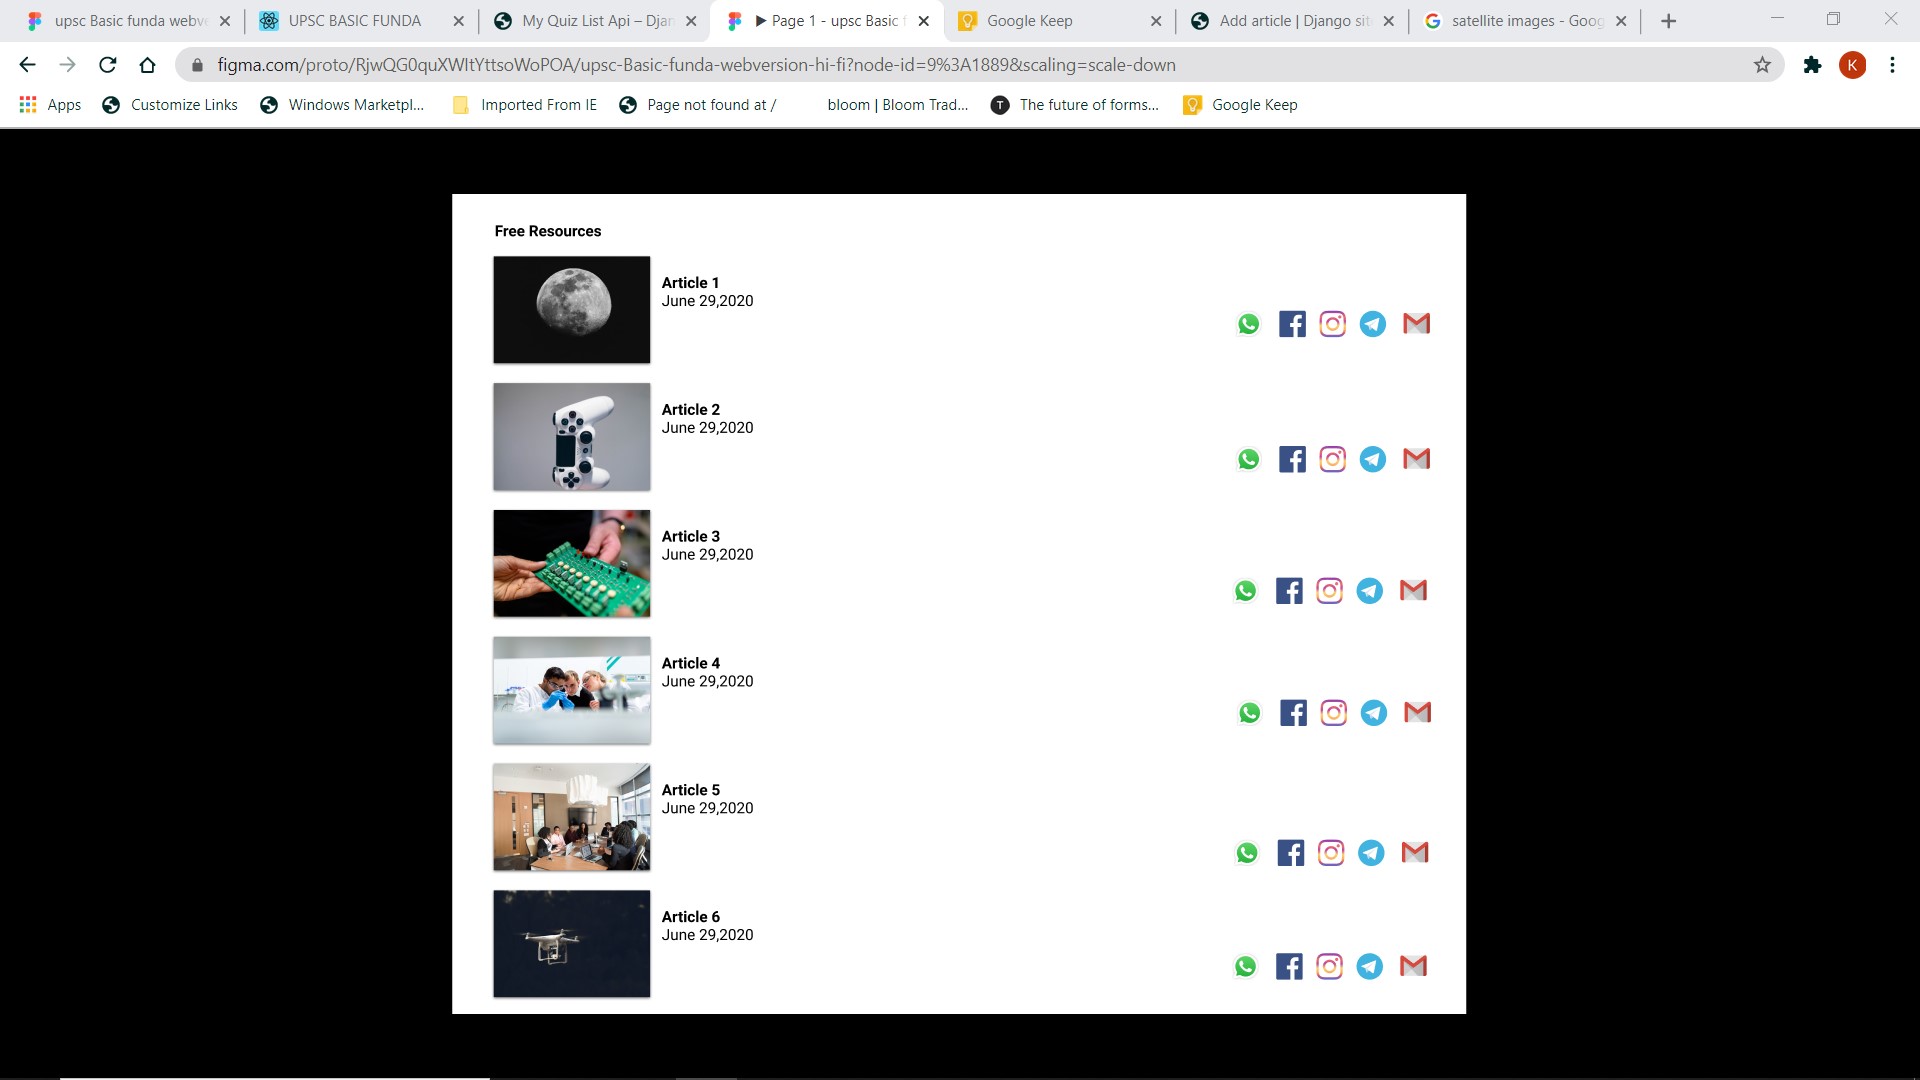 upsc Basic funda webve
UPSC BASIC FUNDA
My Quiz List Api – Djan
▶ Page 1 - upsc Basic f
Google Keep
Add article | Django sit
satellite images - Goog
figma.com/proto/RjwQG0quXWItYttsoWoPOA/upsc-Basic-funda-webversion-hi-fi?node-id=9%3A1889&scaling=scale-down
K
Apps
Customize Links
Windows Marketpl...
Imported From IE
Page not found at /
bloom | Bloom Trad...
T
The future of forms...
Google Keep
Free Resources
Article 1
June 29,2020
Article 2
June 29,2020
Article 3
June 29,2020
Article 4
June 29,2020
Article 5
June 29,2020
Article 6
June 29,2020